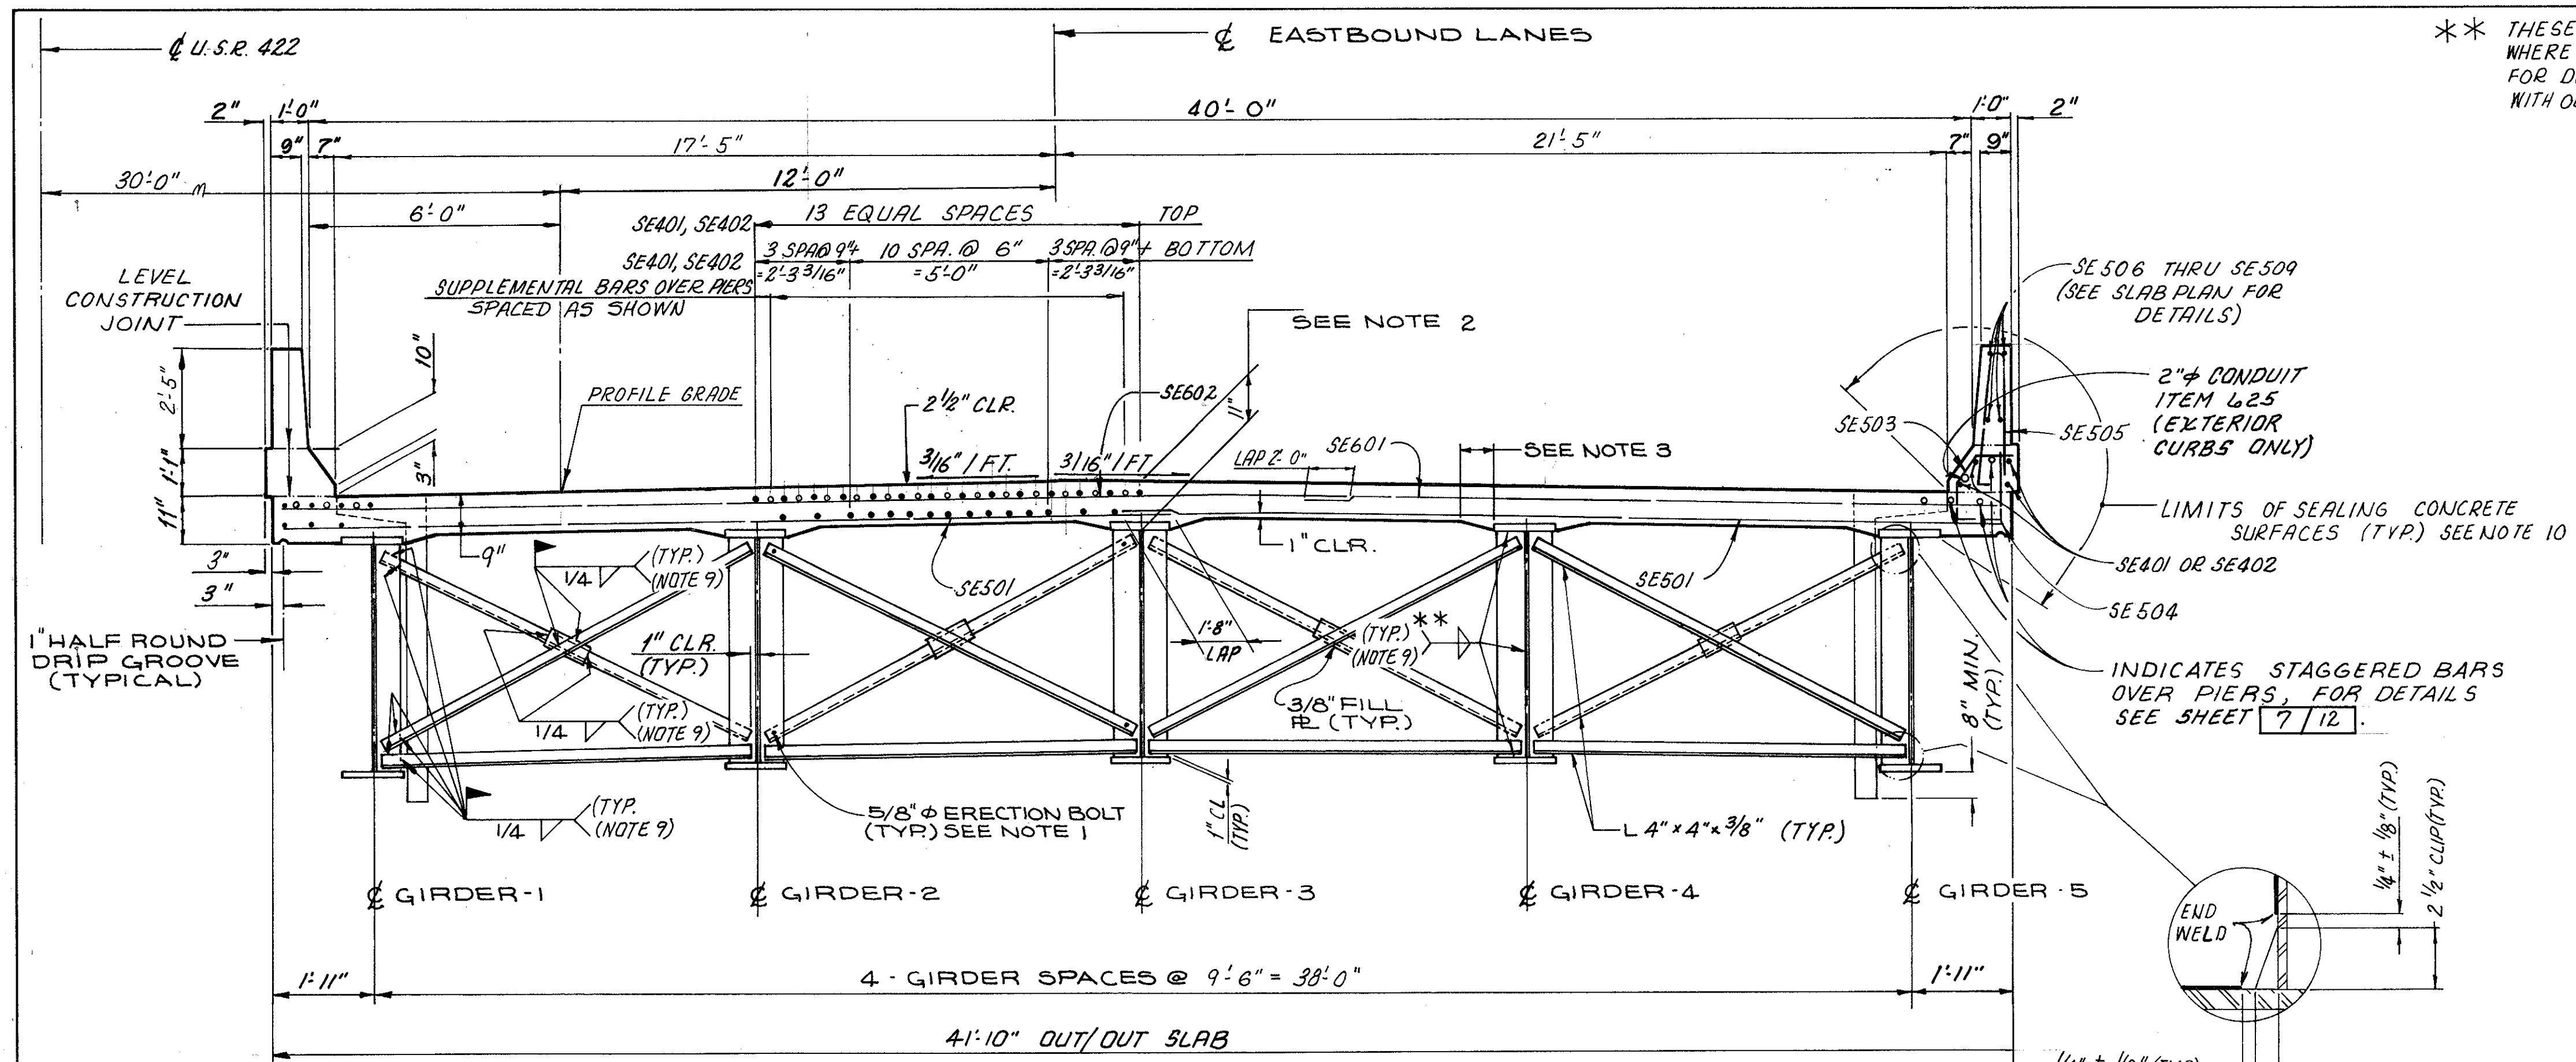 ℄ U.S.R. 422
℄ EASTBOUND LANES
** THESE
WHERE
FOR D
WITH O
2" 1'-0" 40'-0" 1'-0" 2"
9" 7" 17'-5" 21'-5" 7" 9"
30'-0" 12'-0"
6'-0"
SE401, SE402 13 EQUAL SPACES TOP
SE401, SE402 3 SPA@9"± 10 SPA. @ 6" 3 SPA.@9"± BOTTOM
=2'-3 3/16" =5'-0" =2'-3 3/16"
SUPPLEMENTAL BARS OVER PIERS
SPACED AS SHOWN
LEVEL
CONSTRUCTION
JOINT
SEE NOTE 2
SE506 THRU SE509
(SEE SLAB PLAN FOR
DETAILS)
2'-5"
1'-1"
11"
10"
3"
PROFILE GRADE
2 1/2" CLR.
SE602
11"
3/16" / FT.
3/16" / FT
LAP 2'-0"
SE601
SEE NOTE 3
SE503
2"φ CONDUIT
ITEM 625
(EXTERIOR
CURBS ONLY)
SE505
LIMITS OF SEALING CONCRETE
SURFACES (TYP.) SEE NOTE 10
SE401 OR SE402
SE504
3"
3"
9"
1" HALF ROUND
DRIP GROOVE
(TYPICAL)
1/4 (TYP.)
(NOTE 9)
SE501
1" CLR.
SE501
1" CLR.
(TYP.)
1'-8"
LAP
(TYP.) **
(NOTE 9)
1/4 (TYP.)
(NOTE 9)
3/8" FILL
PL (TYP.)
8" MIN.
(TYP.)
INDICATES STAGGERED BARS
OVER PIERS, FOR DETAILS
SEE SHEET 7/12.
1/4 (TYP.
(NOTE 9)
5/8" φ ERECTION BOLT
(TYP.) SEE NOTE 1
1" CL
(TYP.)
L 4" x 4" x 3/8" (TYP.)
℄ GIRDER-1
℄ GIRDER-2
℄ GIRDER-3
℄ GIRDER-4
℄ GIRDER-5
END
WELD
1/4" ± 1/8" (TYP.)
2 1/2" CLIP (TYP.)
1'-11" 4 - GIRDER SPACES @ 9'-6" = 38'-0" 1'-11"
41'-10" OUT/OUT SLAB